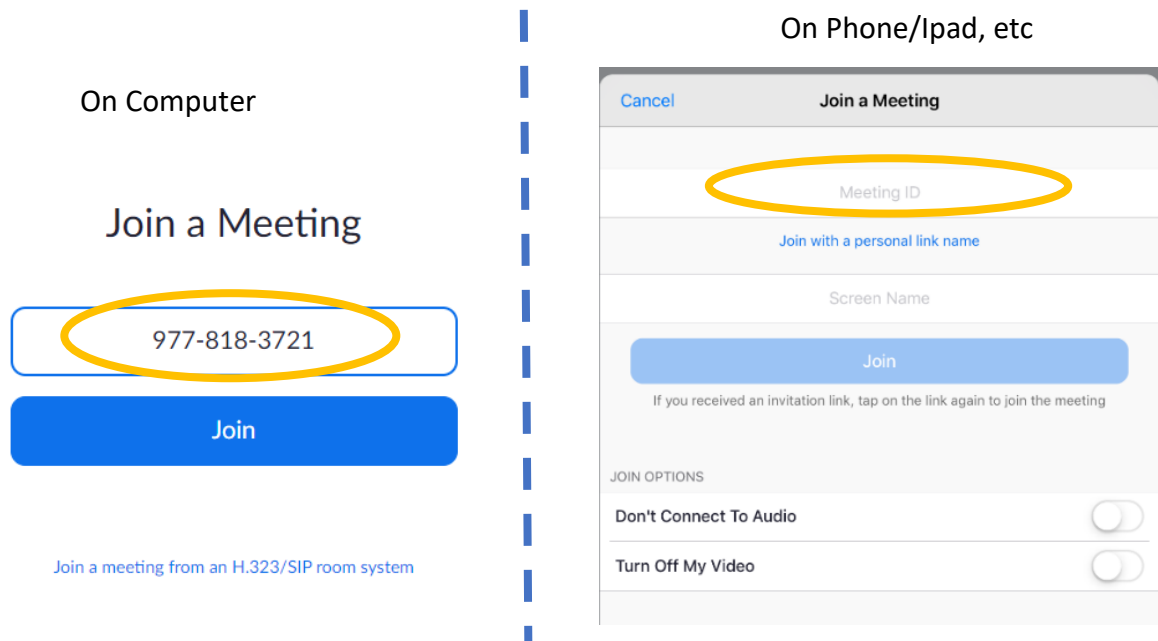 On Computer
Join a Meeting
977-818-3721
Join
Join a meeting from an H.323/SIP room system
On Phone/Ipad, etc
Cancel
Join a Meeting
Meeting ID
Join with a personal link name
Screen Name
Join
If you received an invitation link, tap on the link again to join the meeting
JOIN OPTIONS
Don't Connect To Audio
Turn Off My Video